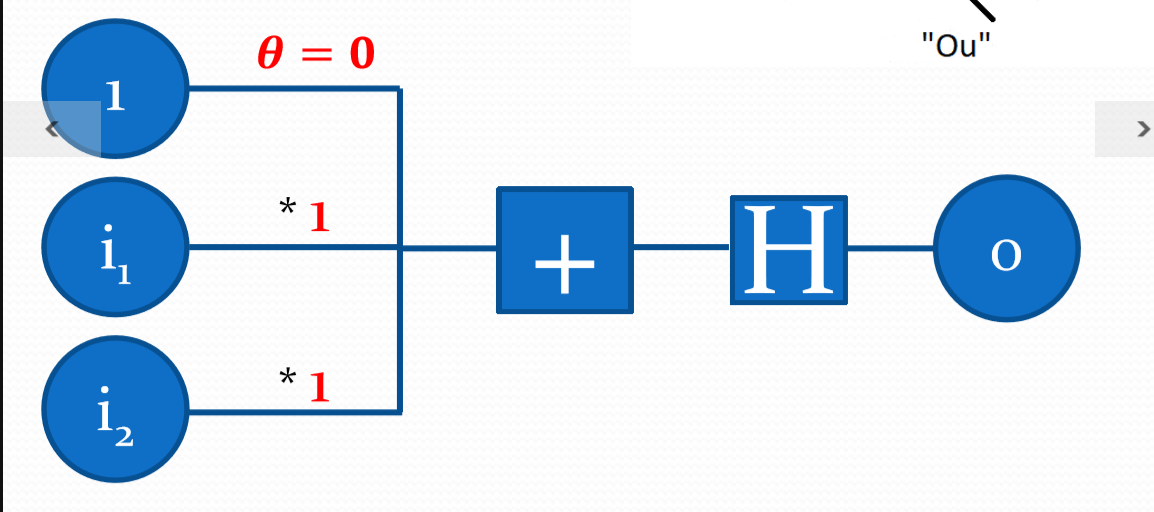 "Ou"
θ = 0
1
* 1
i₁
+
H
o
* 1
i₂